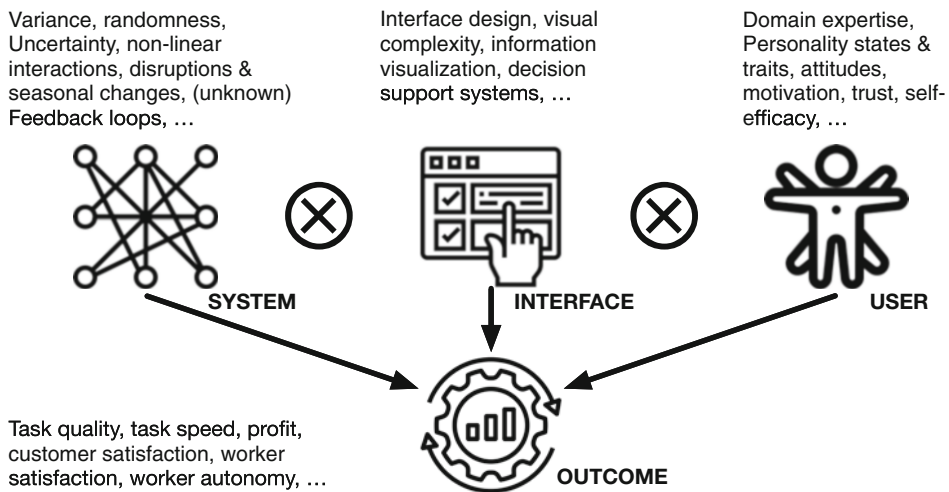 Variance, randomness,
Uncertainty, non-linear
interactions, disruptions &
seasonal changes, (unknown)
Feedback loops, …
Interface design, visual
complexity, information
visualization, decision
support systems, …
Domain expertise,
Personality states &
traits, attitudes,
motivation, trust, self-
efficacy, …
SYSTEM
INTERFACE
USER
Task quality, task speed, profit,
customer satisfaction, worker
satisfaction, worker autonomy, …
OUTCOME